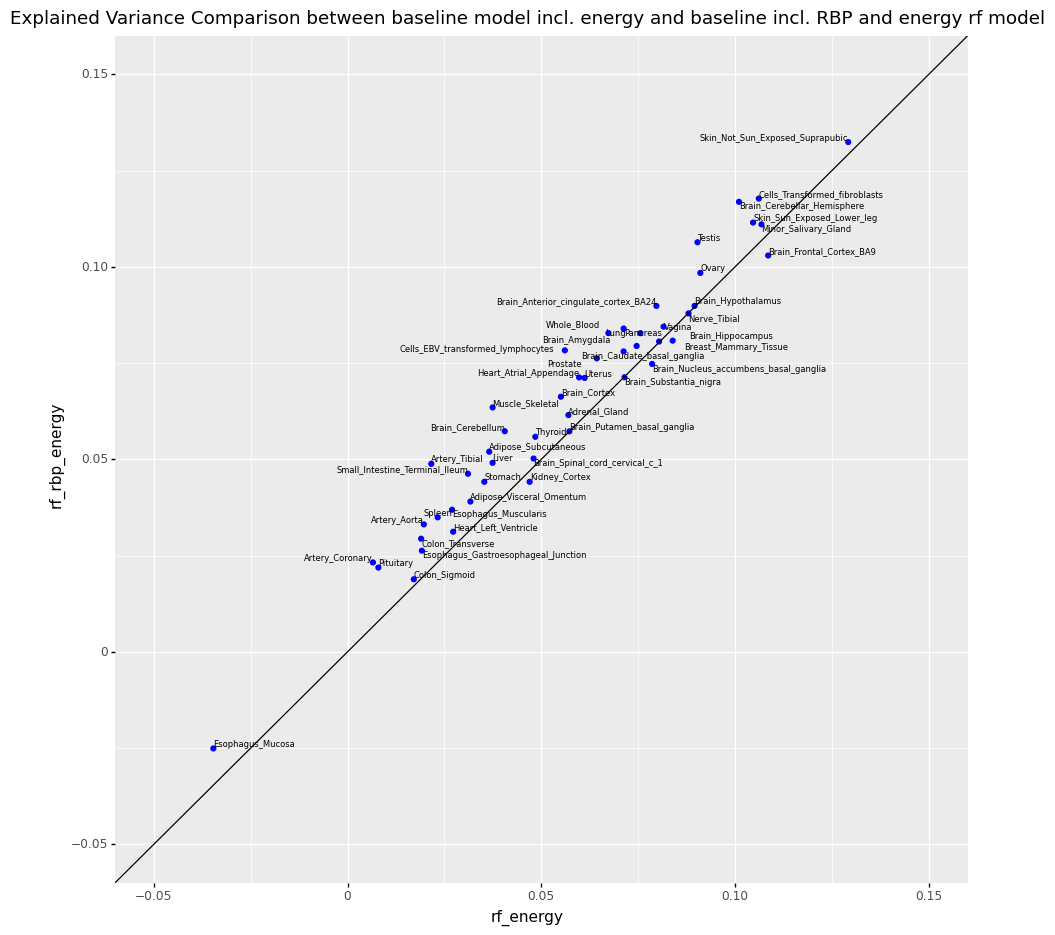 Explained Variance Comparison between baseline model incl. energy and baseline incl. RBP and energy rf model
0.15
Skin_Not_Sun_Exposed_Suprapubic
Cells_Transformed_fibroblasts
Brain_Cerebellar_Hemisphere
Skin_Sun_Exposed_Lower_leg
Minor_Salivary_Gland
Testis
Brain_Frontal_Cortex_BA9
0.10
Ovary
Brain_Anterior_cingulate_cortex_BA24
Brain_Hypothalamus
Nerve_Tibial
Whole_Blood
Vagina
Lung
Pancreas
Brain_Hippocampus
Brain_Amygdala
Breast_Mammary_Tissue
Cells_EBV_transformed_lymphocytes
Brain_Caudate_basal_ganglia
Prostate
Brain_Nucleus_accumbens_basal_ganglia
Heart_Atrial_Appendage
Uterus
Brain_Substantia_nigra
Brain_Cortex
Muscle_Skeletal
Adrenal_Gland
Brain_Cerebellum
Brain_Putamen_basal_ganglia
Thyroid
Adipose_Subcutaneous
Artery_Tibial
Liver
0.05
Brain_Spinal_cord_cervical_c_1
Small_Intestine_Terminal_Ileum
Stomach
Kidney_Cortex
Adipose_Visceral_Omentum
Spleen
Esophagus_Muscularis
Artery_Aorta
Heart_Left_Ventricle
Colon_Transverse
Esophagus_Gastroesophageal_Junction
Artery_Coronary
Pituitary
Colon_Sigmoid
0
Esophagus_Mucosa
−0.05
rf_rbp_energy
−0.05
0
0.05
0.10
0.15
rf_energy